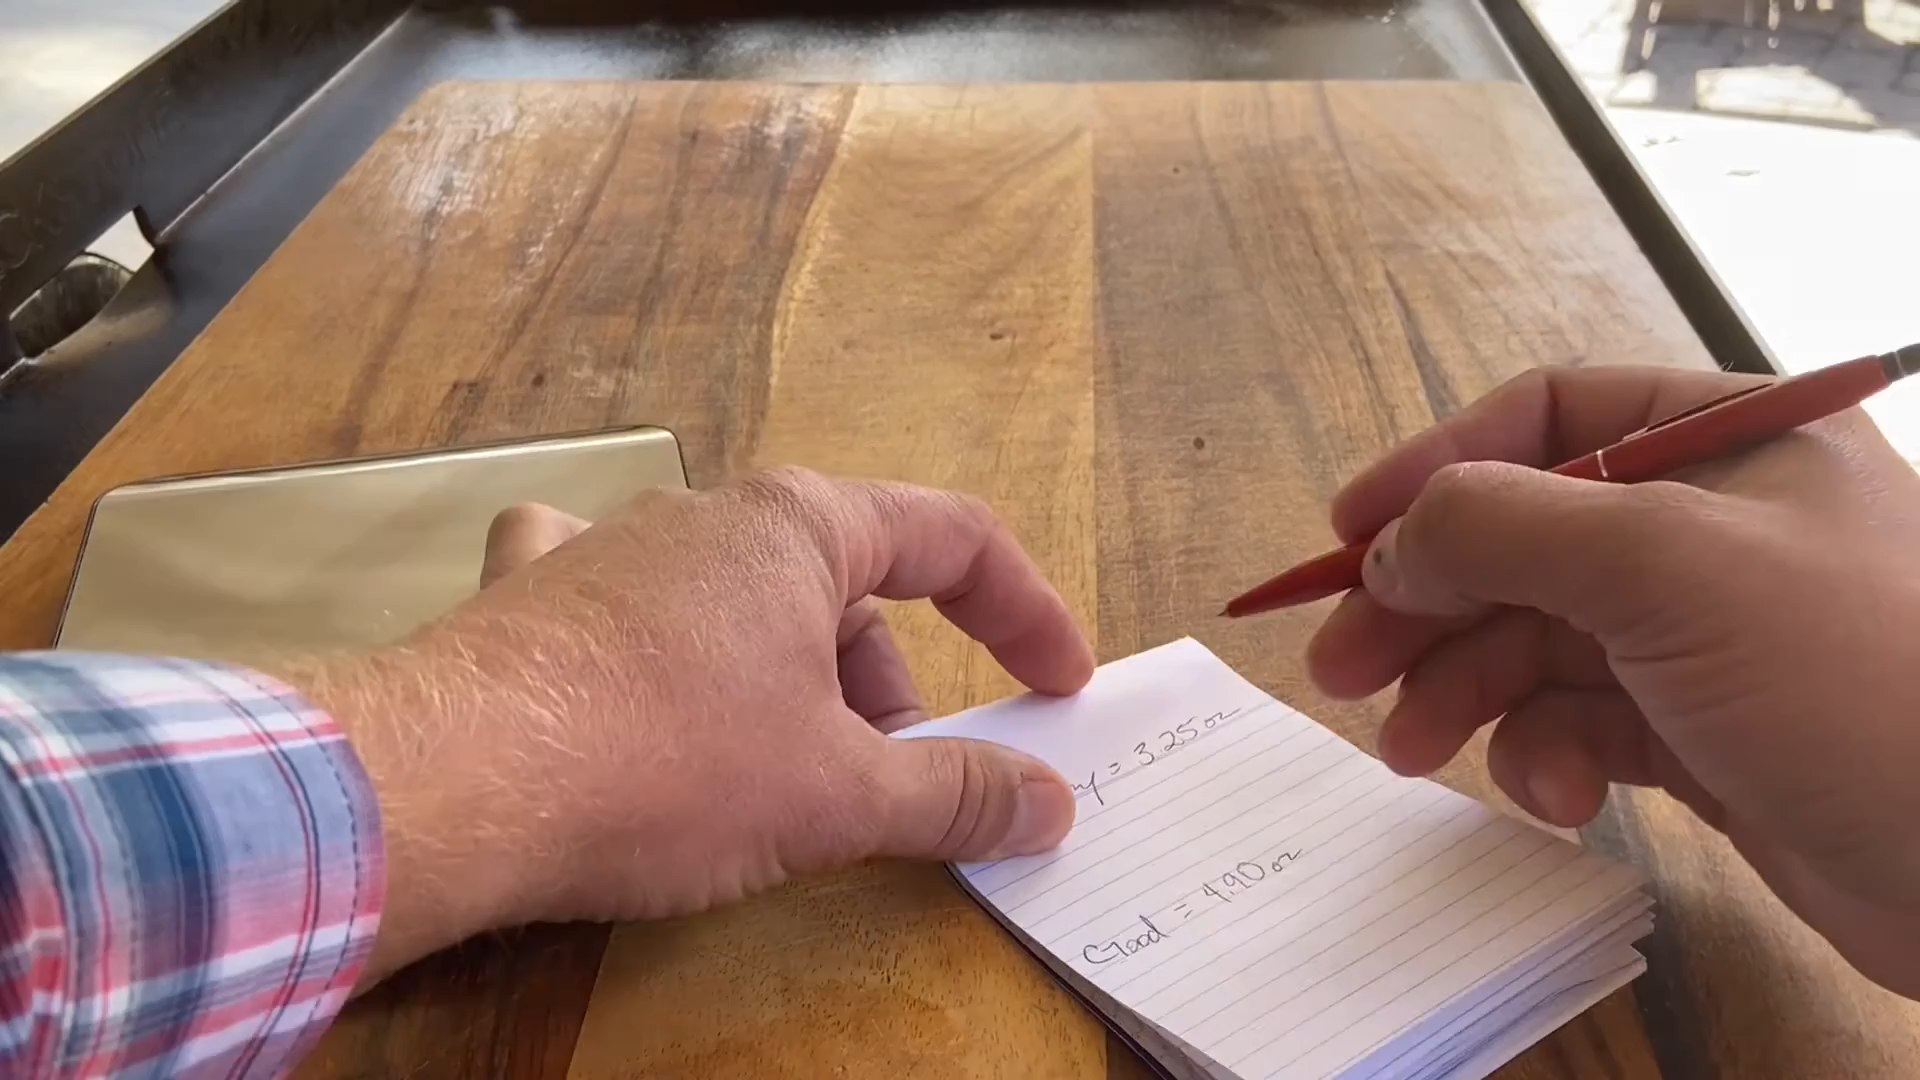 = 3.25 oz
Good = 4.90 oz